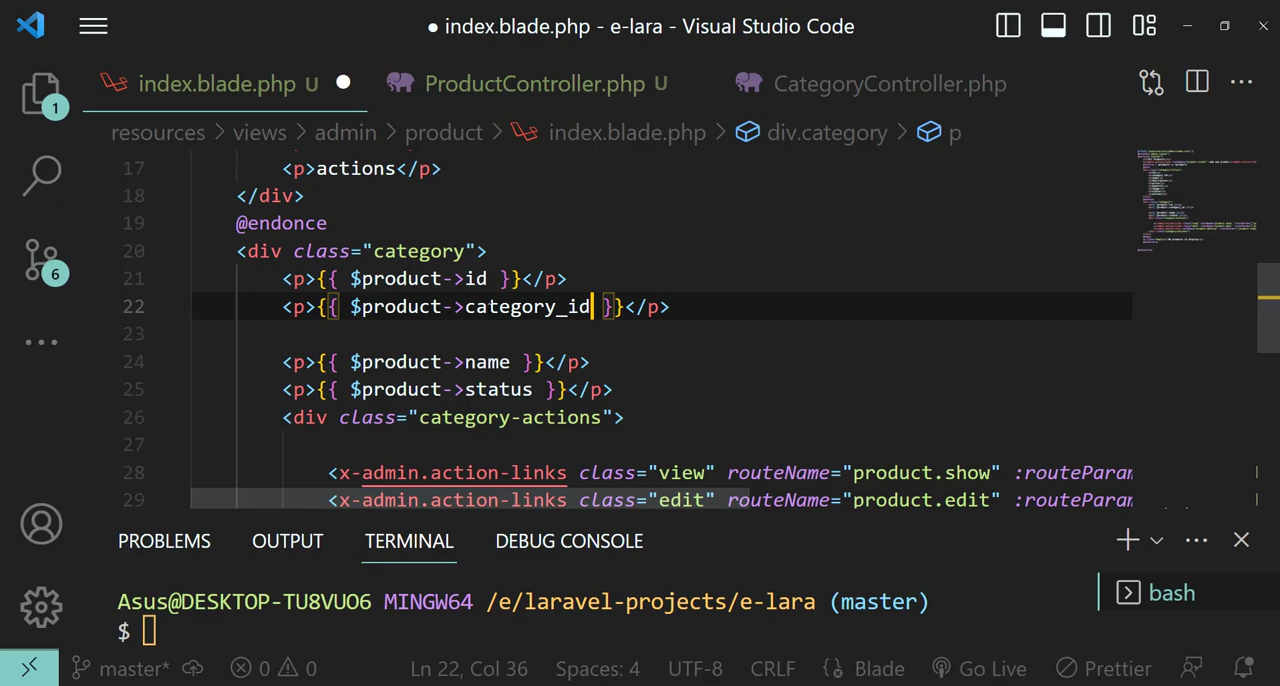 ● index.blade.php - e-lara - Visual Studio Code
index.blade.php U ● ProductController.php U CategoryController.php ...
1
resources > views > admin > product > index.blade.php > div.category > p
17 <p>actions</p>
18 </div>
19 @endonce
20 <div class="category">
21 <p>{{ $product->id }}</p>
22 <p>{{ $product->category_id }}</p>
23
24 <p>{{ $product->name }}</p>
25 <p>{{ $product->status }}</p>
26 <div class="category-actions">
27
28 <x-admin.action-links class="view" routeName="product.show" :routeParam
29 <x-admin.action-links class="edit" routeName="product.edit" :routeParam
6
PROBLEMS OUTPUT TERMINAL DEBUG CONSOLE
Asus@DESKTOP-TU8VUO6 MINGW64 /e/laravel-projects/e-lara (master)
$
bash
master* 0 0 Ln 22, Col 36 Spaces: 4 UTF-8 CRLF Blade Go Live Prettier